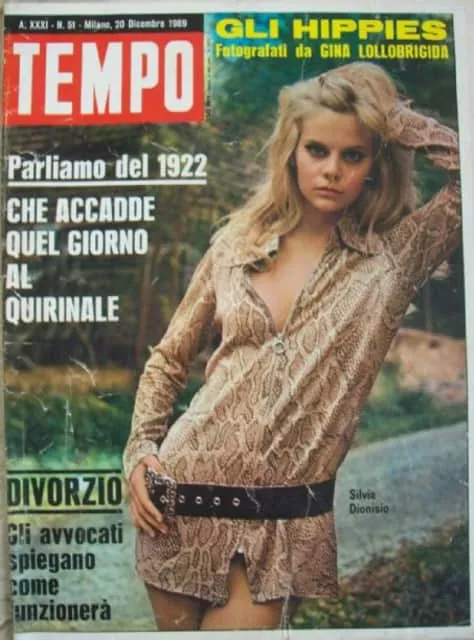 A. XXXI - N. 51 - Milano, 20 Dicembre 1969
GLI HIPPIES
Fotografati da GINA LOLLOBRIGIDA
TEMPO
Parliamo del 1922
CHE ACCADDE
QUEL GIORNO
AL
QUIRINALE
DIVORZIO
Gli avvocati
spiegano
come
funzionerà
Silvia
Dionisio